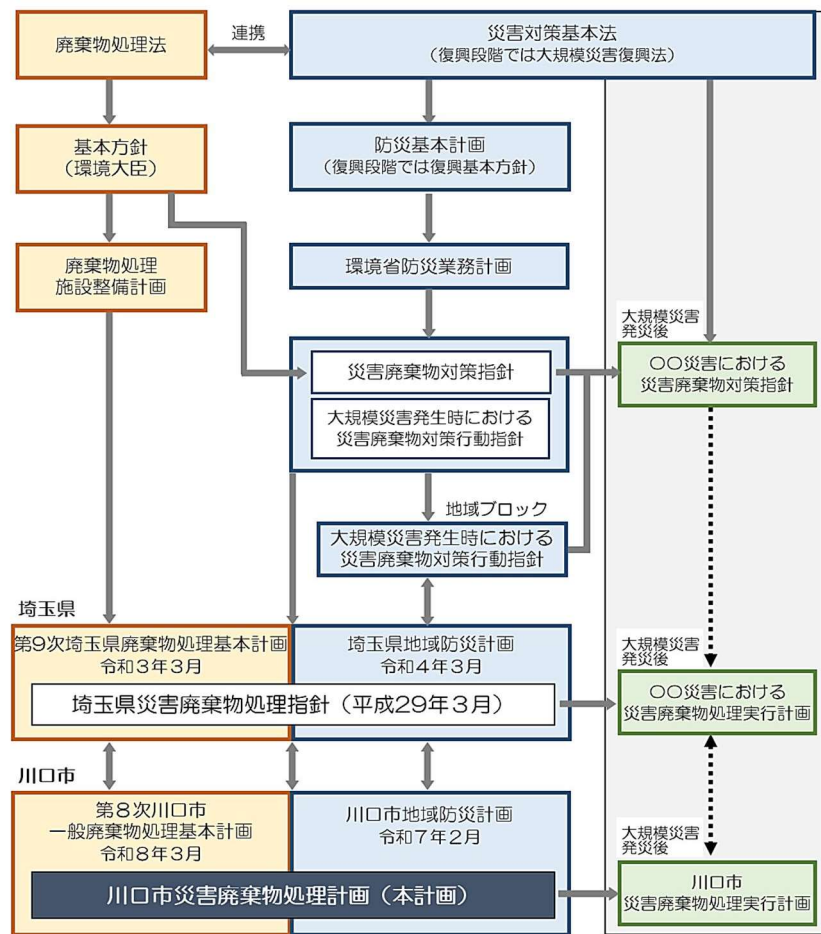 廃棄物処理法
連携
災害対策基本法
(復興段階では大規模災害復興法)
基本方針
(環境大臣)
防災基本計画
(復興段階では復興基本方針)
廃棄物処理
施設整備計画
環境省防災業務計画
大規模災害
発災後
災害廃棄物対策指針
〇〇災害における
災害廃棄物対策指針
大規模災害発生時における
災害廃棄物対策行動指針
地域ブロック
大規模災害発生時における
災害廃棄物対策行動指針
埼玉県
第9次埼玉県廃棄物処理基本計画
令和3年3月
埼玉県地域防災計画
令和4年3月
大規模災害
発災後
埼玉県災害廃棄物処理指針(平成29年3月)
〇〇災害における
災害廃棄物処理実行計画
川口市
第8次川口市
一般廃棄物処理基本計画
令和8年3月
川口市地域防災計画
令和7年2月
大規模災害
発災後
川口市災害廃棄物処理計画(本計画)
川口市
災害廃棄物処理実行計画